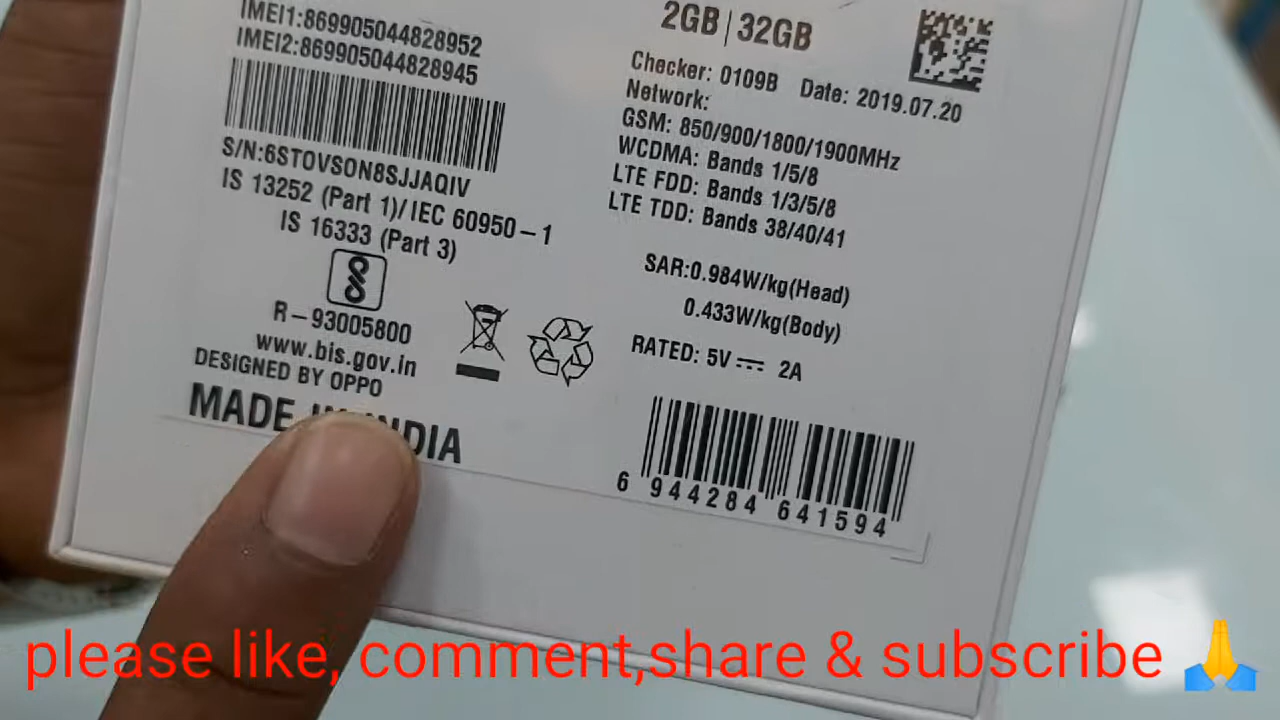 IMEI1:869905044828952
IMEI2:869905044828945
S/N:6STOVSON8SJJAQIV
IS 13252 (Part 1)/IEC 60950-1
IS 16333 (Part 3)
R-93005800
www.bis.gov.in
DESIGNED BY OPPO
MADE IN INDIA
2GB|32GB
Checker: 0109B Date: 2019.07.20
Network:
GSM: 850/900/1800/1900MHz
WCDMA: Bands 1/5/8
LTE FDD: Bands 1/3/5/8
LTE TDD: Bands 38/40/41
SAR:0.984W/kg(Head)
0.433W/kg(Body)
RATED: 5V⎓ 2A
6 944284 641594
please like, comment,share & subscribe 🙏